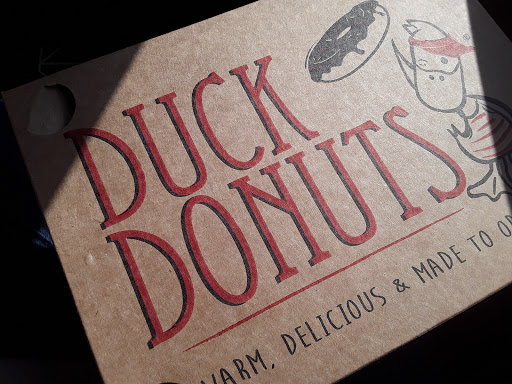 DUCK
DONUTS
WARM, DELICIOUS & MADE TO